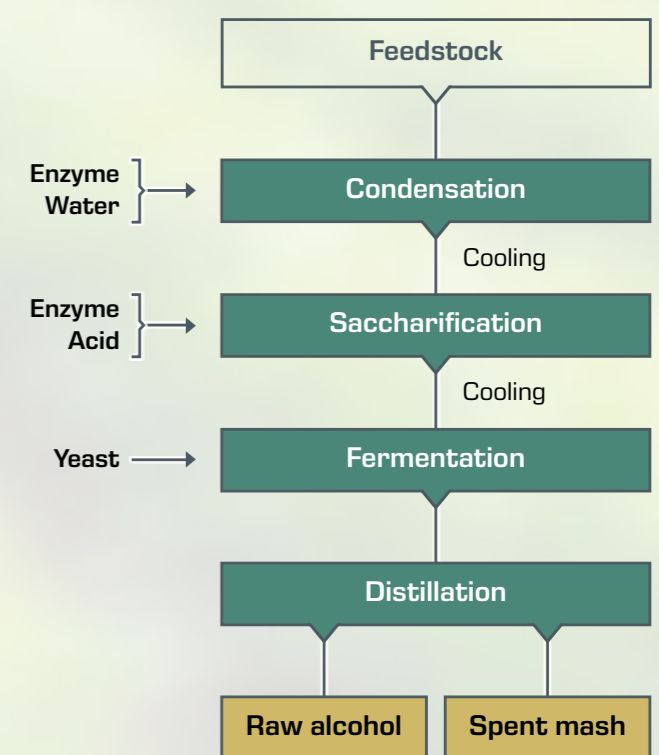 Feedstock
Enzyme
Water
Condensation
Cooling
Enzyme
Acid
Saccharification
Cooling
Yeast
Fermentation
Distillation
Raw alcohol
Spent mash